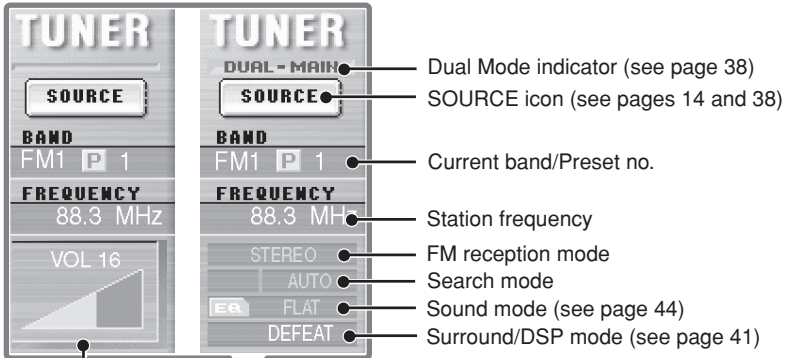 TUNER
SOURCE
BAND
FM1 P 1
FREQUENCY
88.3 MHz
VOL 16
TUNER
DUAL-MAIN
SOURCE
BAND
FM1 P 1
FREQUENCY
88.3 MHz
STEREO
AUTO
EQ FLAT
DEFEAT
Dual Mode indicator (see page 38)
SOURCE icon (see pages 14 and 38)
Current band/Preset no.
Station frequency
FM reception mode
Search mode
Sound mode (see page 44)
Surround/DSP mode (see page 41)